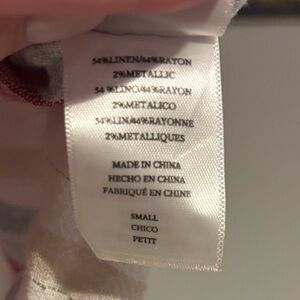 54%LINEN/44%RAYON
2%METALLIC
54%LINO/44%RAYON
2%METALICO
54%LIN/44%RAYONNE
2%METALLIQUES
MADE IN CHINA
HECHO EN CHINA
FABRIQUÉ EN CHINE
SMALL
CHICO
PETIT